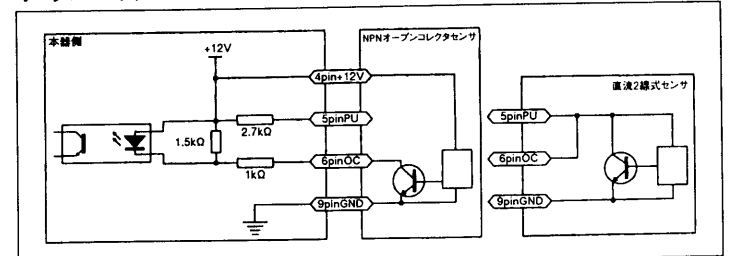 本器側
+12V
NPNオープンコレクタセンサ
直流2線式センサ
4pin+12V
5pinPU
2.7kΩ
1.5kΩ
6pinOC
1kΩ
9pinGND
5pinPU
6pinOC
9pinGND